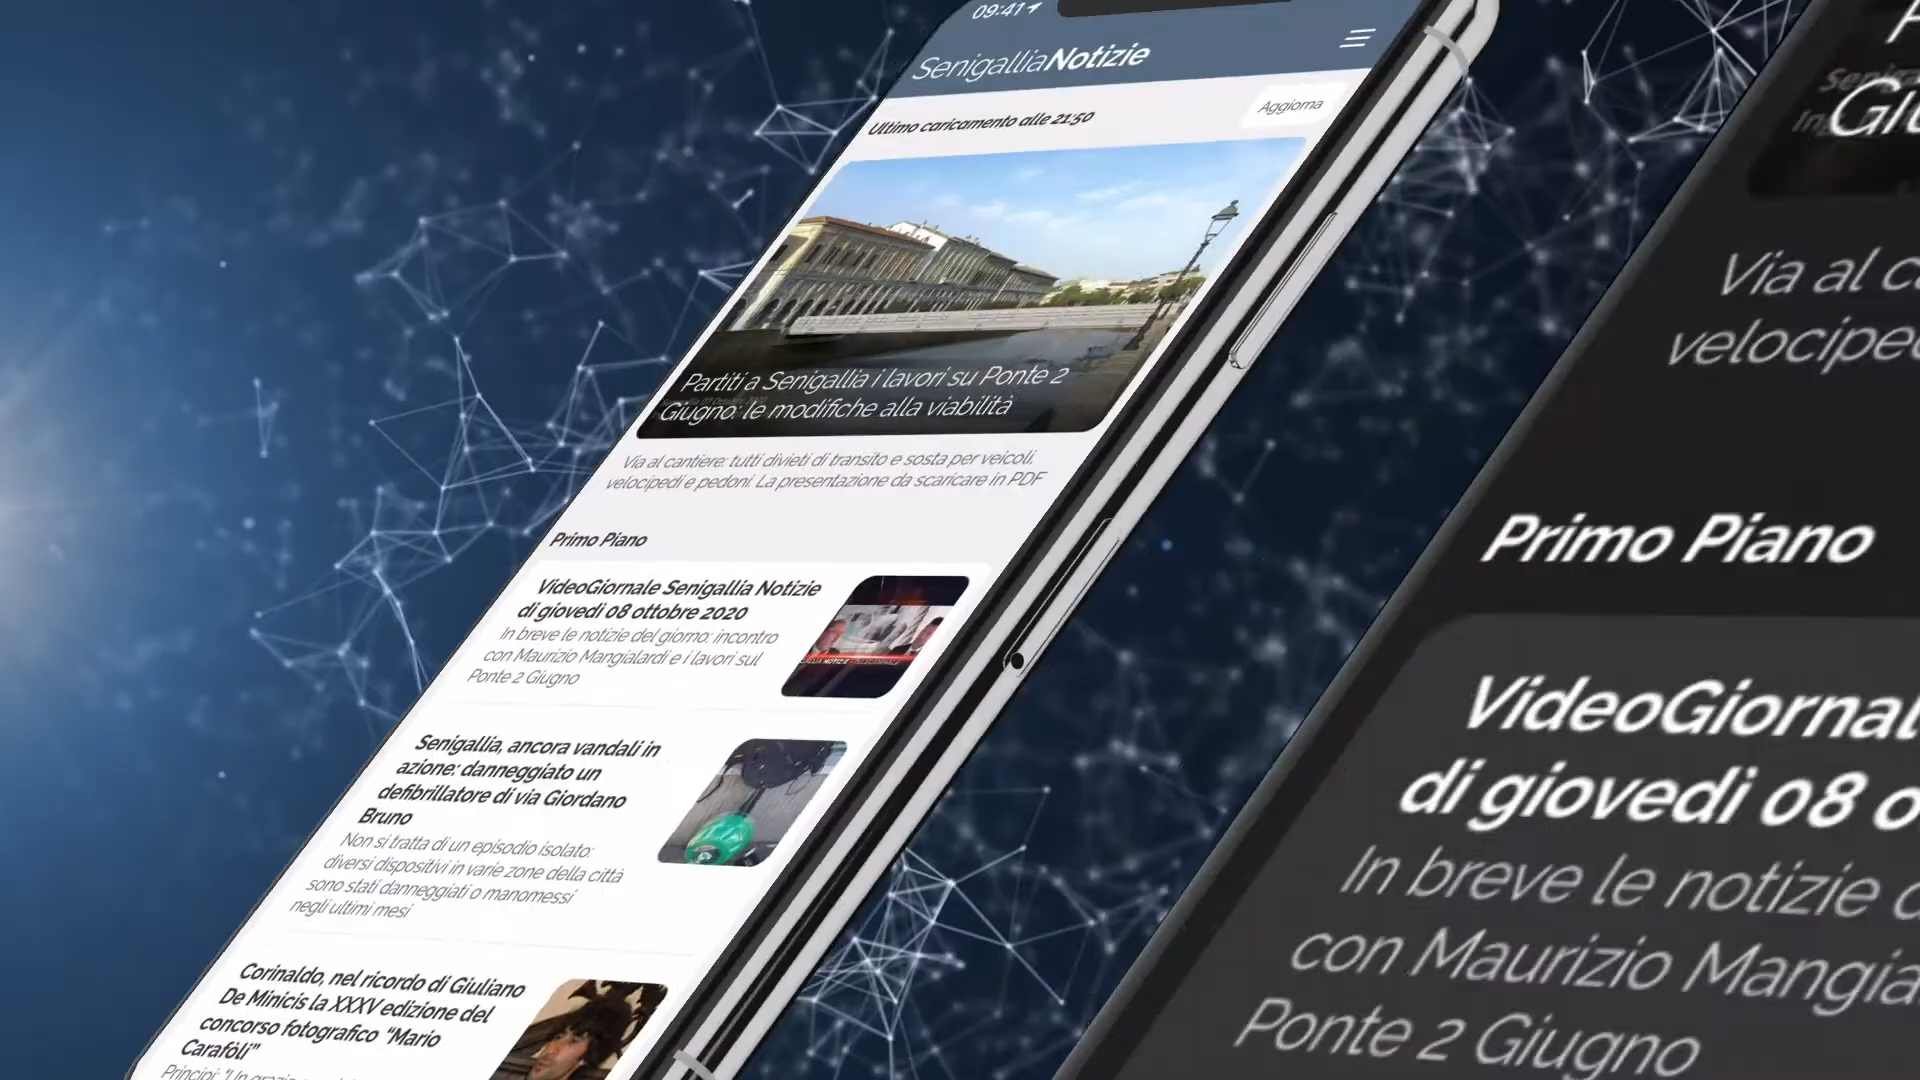 09:41
SenigalliaNotizie
Ultimo caricamento alle 21:50
Aggiorna
Partiti a Senigallia i lavori su Ponte 2
Giugno: le modifiche alla viabilità
Via al cantiere: tutti divieti di transito e sosta per veicoli,
velocipedi e pedoni. La presentazione da scaricare in PDF
Primo Piano
VideoGiornale Senigallia Notizie
di giovedì 08 ottobre 2020
In breve le notizie del giorno: incontro
con Maurizio Mangialardi e i lavori sul
Ponte 2 Giugno
Senigallia, ancora vandali in
azione: danneggiato un
defibrillatore di via Giordano
Bruno
Non si tratta di un episodio isolato:
diversi dispositivi in varie zone della città
sono stati danneggiati o manomessi
negli ultimi mesi
Corinaldo, nel ricordo di Giuliano
De Minicis la XXXV edizione del
concorso fotografico "Mario
Carafòli"
Principi: "Un
Via al c
velociped
Primo Piano
VideoGiornal
di giovedì 08 o
In breve le notizie d
con Maurizio Mangia
Ponte 2 Giugno